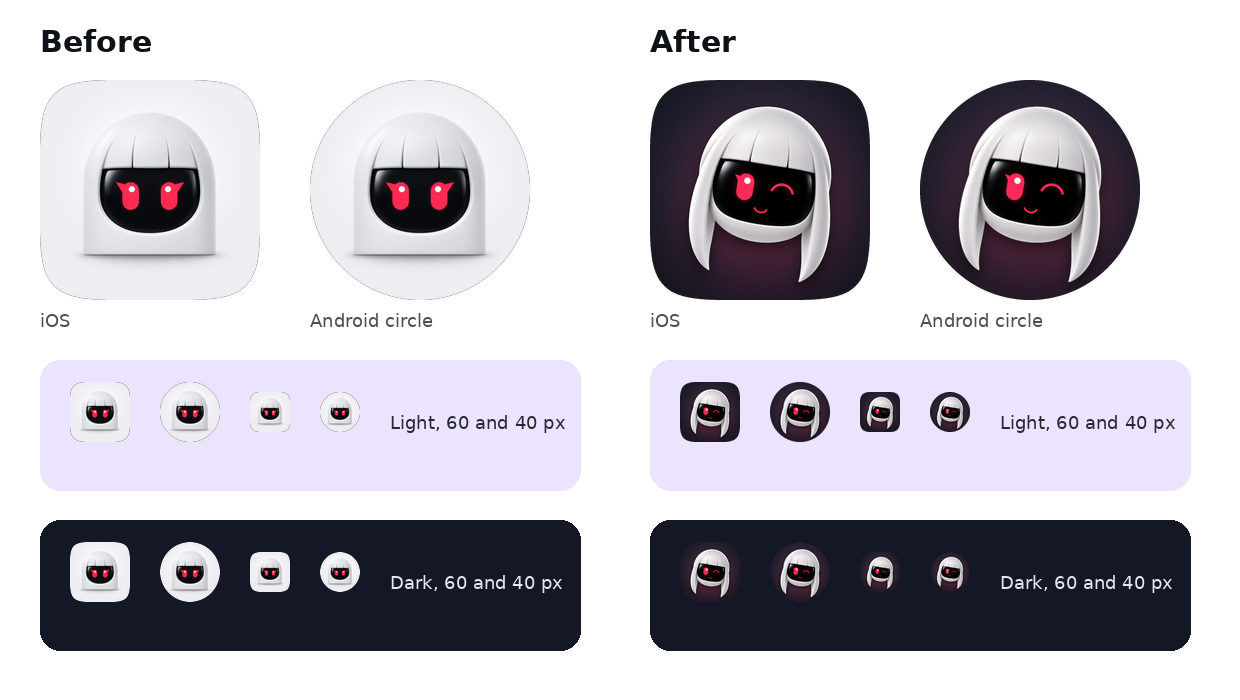 Before
iOS
Android circle
Light, 60 and 40 px
Dark, 60 and 40 px
After
iOS
Android circle
Light, 60 and 40 px
Dark, 60 and 40 px